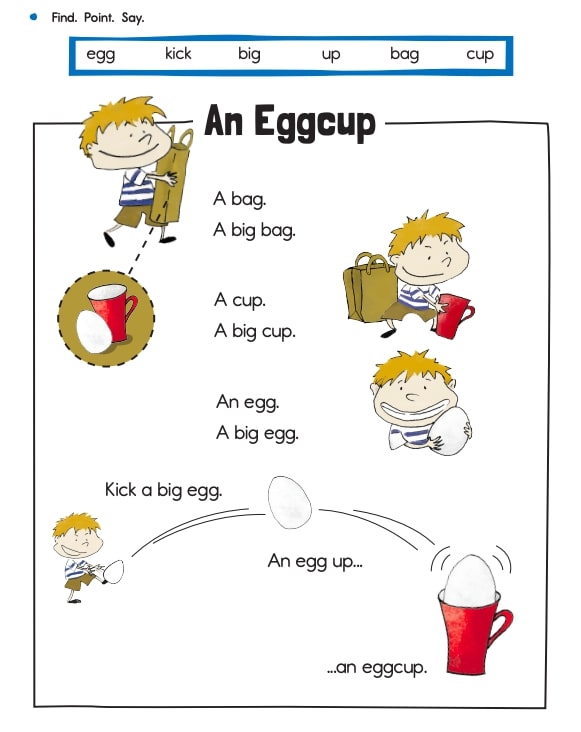 Find. Point. Say.
egg kick big up bag cup
An Eggcup
A bag.
A big bag.
A cup.
A big cup.
An egg.
A big egg.
Kick a big egg.
An egg up...
...an eggcup.